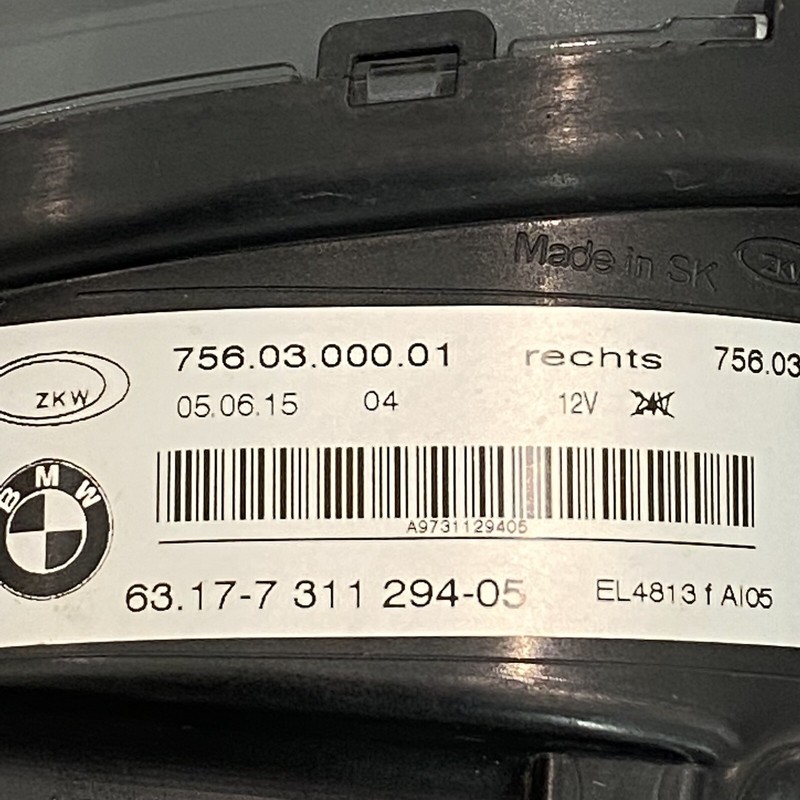 Made in SK ZKW
756.03.000.01 rechts 756.03
ZKW
05.06.15 04 12V 24V
BMW
A9731129405
63.17-7 311 294-05 EL4813 f AI05